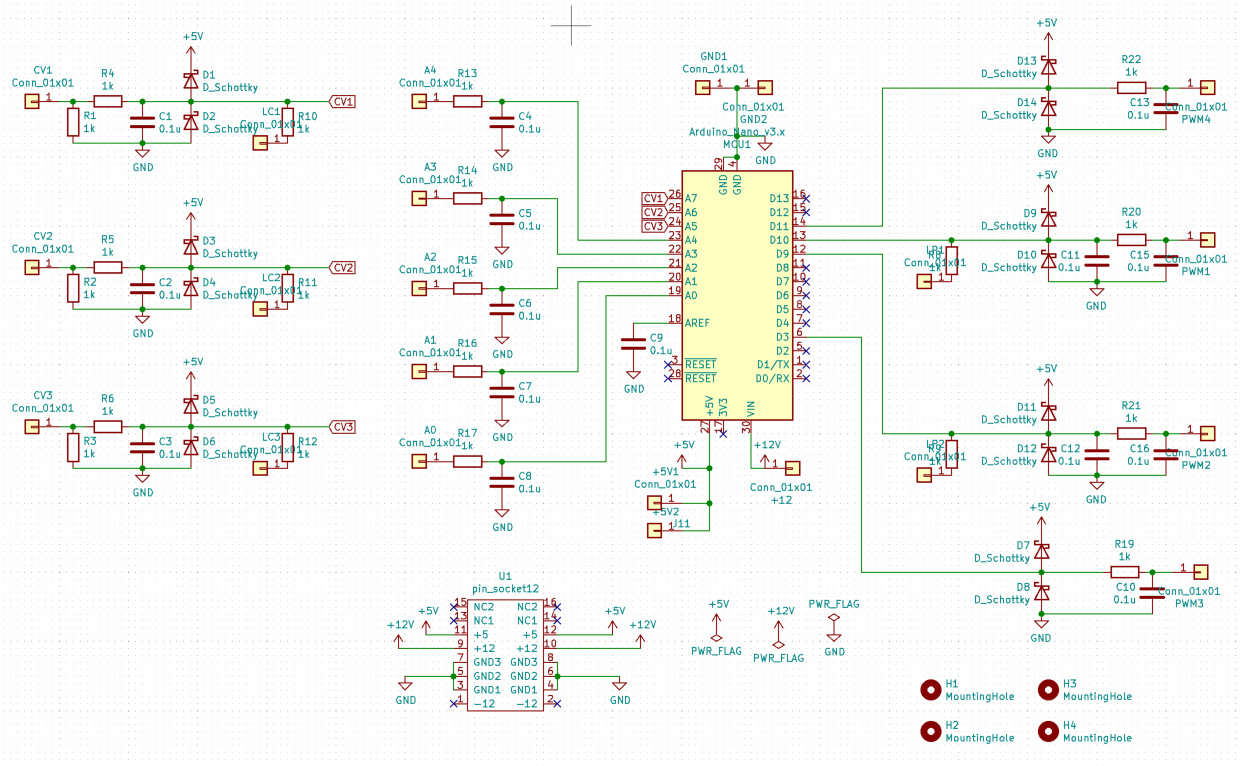 CV1
Conn_01x01
1
R4
1k
R1
1k
C1
0.1u
GND
+5V
D1
D_Schottky
D2
D_Schottky
LC1
Conn_01x01
1
R10
1k
CV1
CV2
Conn_01x01
1
R5
1k
R2
1k
C2
0.1u
GND
+5V
D3
D_Schottky
D4
D_Schottky
LC2
Conn_01x01
1
R11
1k
CV2
CV3
Conn_01x01
1
R6
1k
R3
1k
C3
0.1u
GND
+5V
D5
D_Schottky
D6
D_Schottky
LC3
Conn_01x01
1
R12
1k
CV3
A4
Conn_01x01
1
R13
1k
C4
0.1u
GND
A3
Conn_01x01
1
R14
1k
C5
0.1u
GND
A2
Conn_01x01
1
R15
1k
C6
0.1u
GND
A1
Conn_01x01
1
R16
1k
C7
0.1u
GND
A0
Conn_01x01
1
R17
1k
C8
0.1u
GND
GND1
Conn_01x01
1 1
Conn_01x01
GND2
Arduino_Nano_v3.x
MCU1
GND
29 4
GND GND
CV1 26 A7
CV2 25 A6
CV3 24 A5
23 A4
22 A3
21 A2
20 A1
19 A0
18 AREF
3 RESET
28 RESET
D13 16
D12 15
D11 14
D10 13
D9 12
D8 11
D7 10
D6 9
D5 8
D4 7
D3 6
D2 5
D1/TX 1
D0/RX 2
+5V 3V3 VIN
27 17 30
C9
0.1u
GND
+5V
+5V1
Conn_01x01
1
+5V2
1
J11
+12V
1
Conn_01x01
+12
+5V
D13
D_Schottky
D14
D_Schottky
GND
R22
1k
C13
0.1u
1
Conn_01x01
PWM4
+5V
D9
D_Schottky
D10
D_Schottky
Conn_01x01
1k
1
C11
0.1u
GND
R20
1k
C15
0.1u
1
Conn_01x01
PWM1
+5V
D11
D_Schottky
D12
D_Schottky
Conn_01x01
1k
1
C12
0.1u
GND
R21
1k
C16
0.1u
1
Conn_01x01
PWM2
+5V
D7
D_Schottky
D8
D_Schottky
GND
R19
1k
C10
0.1u
1
Conn_01x01
PWM3
U1
pin_socket12
15 NC2 NC2 16
13 NC1 NC1 14
+5V 11 +5 +5 12 +5V
+12V 9 +12 +12 10 +12V
7 GND3 GND3 8
5 GND2 GND2 6
3 GND1 GND1 4
1 -12 -12 2
GND GND
+5V
PWR_FLAG
+12V
PWR_FLAG
PWR_FLAG
GND
H1
MountingHole
H3
MountingHole
H2
MountingHole
H4
MountingHole